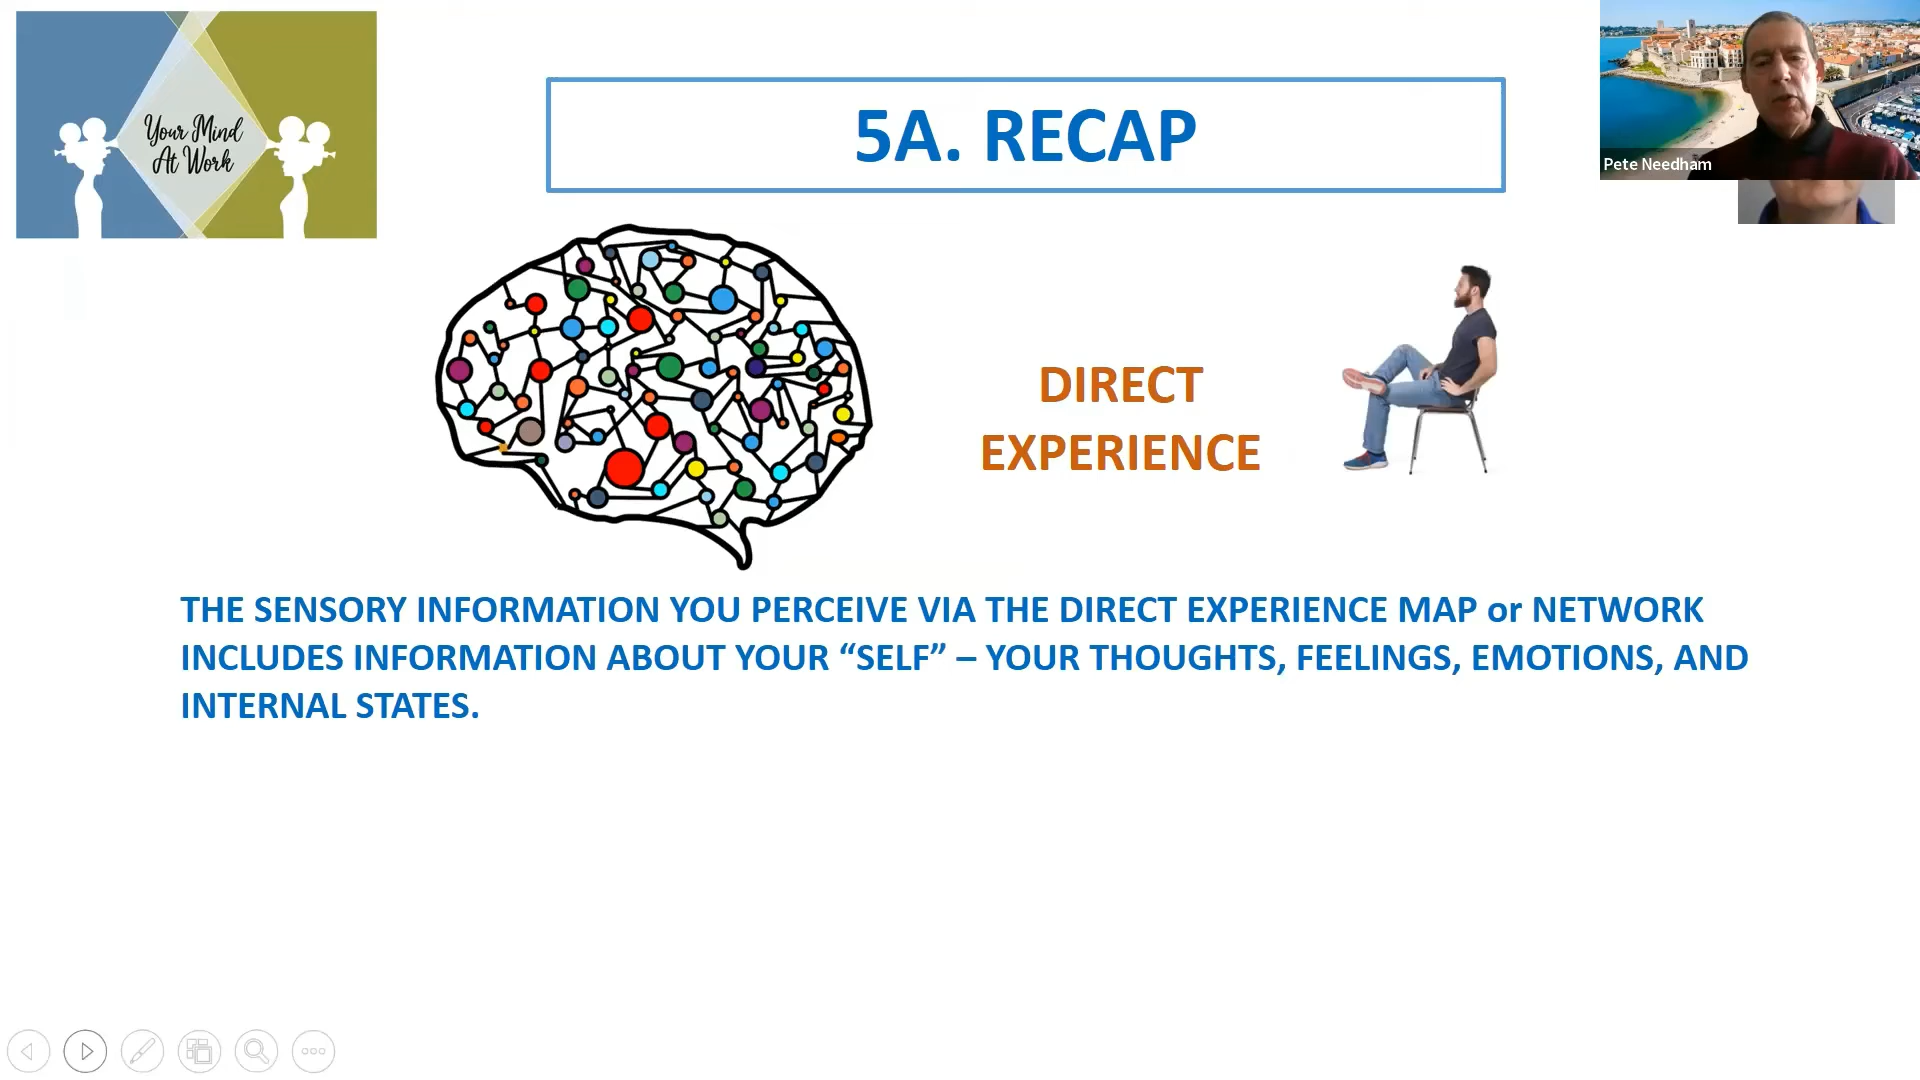 Your Mind
At Work
5A. RECAP
Pete Needham
DIRECT
EXPERIENCE
THE SENSORY INFORMATION YOU PERCEIVE VIA THE DIRECT EXPERIENCE MAP or NETWORK
INCLUDES INFORMATION ABOUT YOUR “SELF” – YOUR THOUGHTS, FEELINGS, EMOTIONS, AND
INTERNAL STATES.